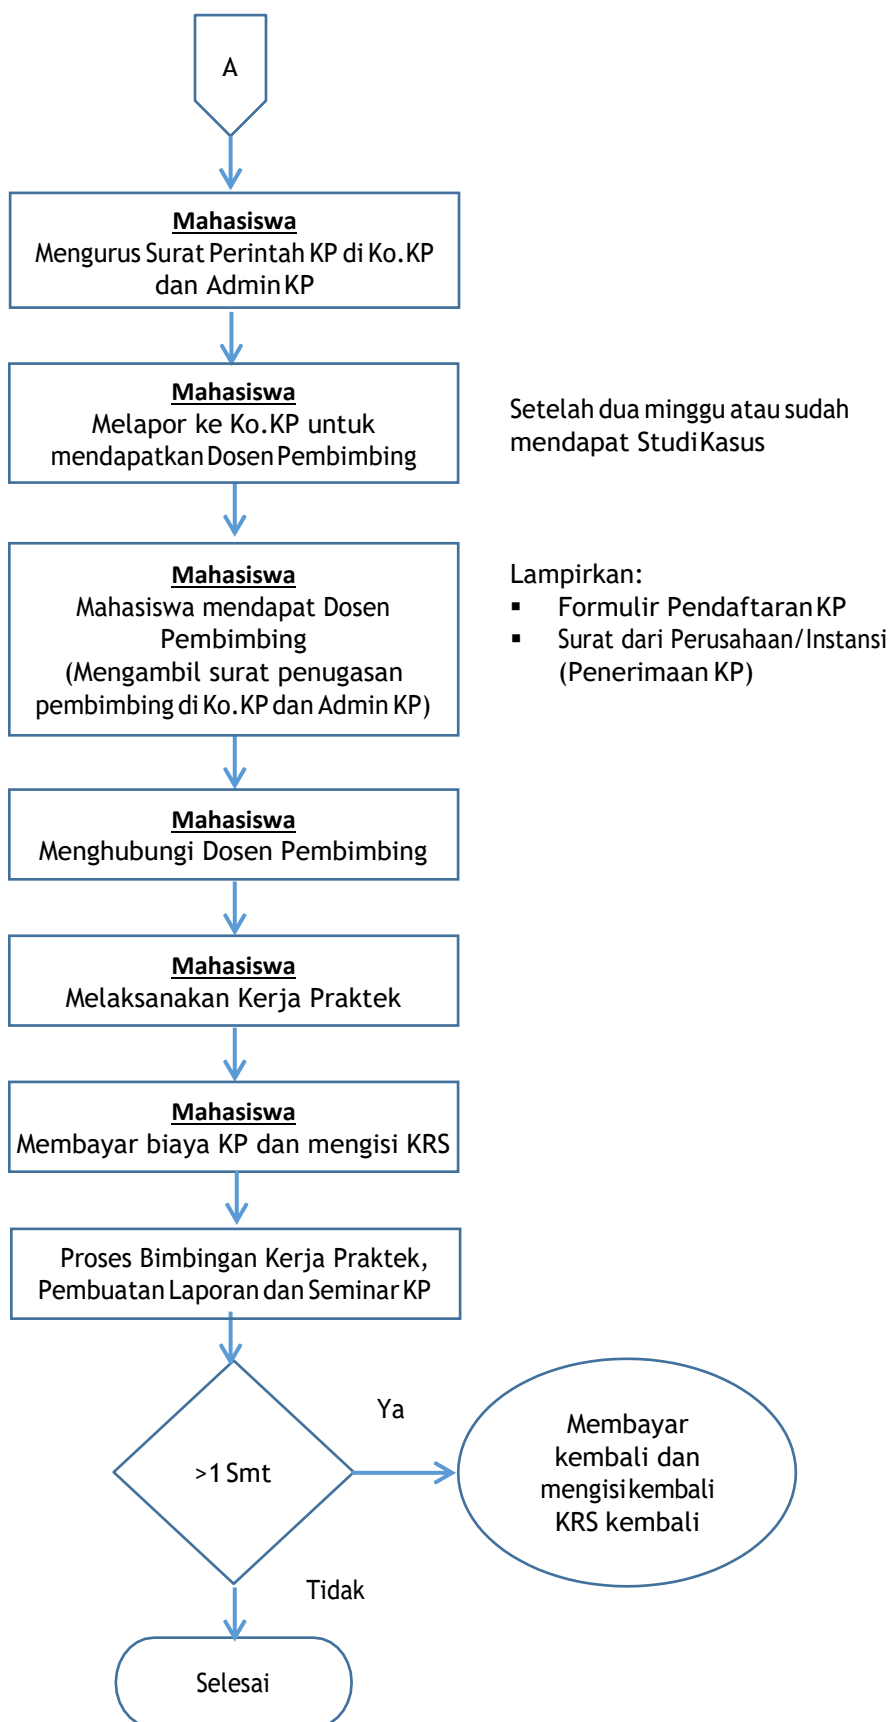 A
Mahasiswa
Mengurus Surat Perintah KP di Ko.KP
dan Admin KP
Mahasiswa
Melapor ke Ko.KP untuk
mendapatkan Dosen Pembimbing
Setelah dua minggu atau sudah
mendapat Studi Kasus
Mahasiswa
Mahasiswa mendapat Dosen
Pembimbing
(Mengambil surat penugasan
pembimbing di Ko.KP dan Admin KP)
Lampirkan:
▪ Formulir Pendaftaran KP
▪ Surat dari Perusahaan/Instansi
(Penerimaan KP)
Mahasiswa
Menghubungi Dosen Pembimbing
Mahasiswa
Melaksanakan Kerja Praktek
Mahasiswa
Membayar biaya KP dan mengisi KRS
Proses Bimbingan Kerja Praktek,
Pembuatan Laporan dan Seminar KP
>1 Smt
Ya
Membayar
kembali dan
mengisi kembali
KRS kembali
Tidak
Selesai